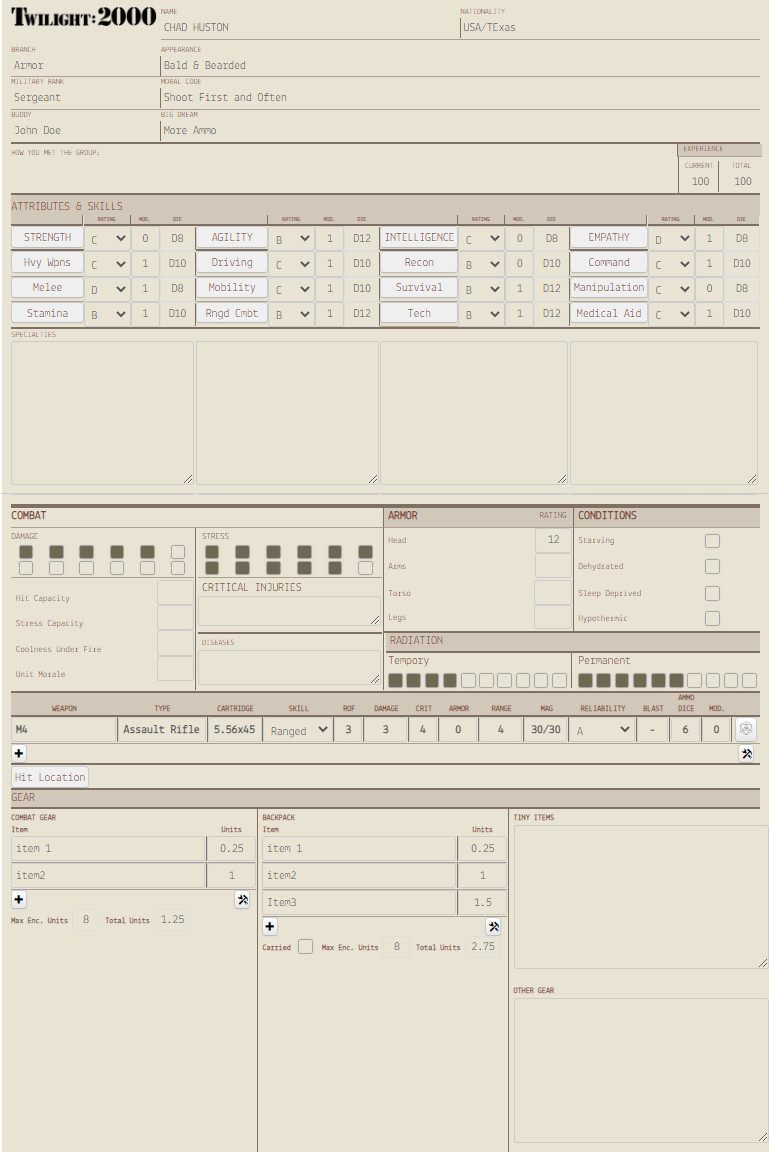 TWILIGHT:2000
NAME NATIONALITY
CHAD HUSTON USA/TExas
BRANCH APPEARANCE
Armor Bald & Bearded
MILITARY RANK MORAL CODE
Sergeant Shoot First and Often
BUDDY BIG DREAM
John Doe More Ammo
HOW YOU MET THE GROUP: EXPERIENCE
CURRENT TOTAL
100 100
ATTRIBUTES & SKILLS
RATING MOD. DIE RATING MOD. DIE RATING MOD. DIE RATING MOD. DIE
STRENGTH C 0 D8 AGILITY B 1 D12 INTELLIGENCE C 0 D8 EMPATHY D 1 D8
Hvy Wpns C 1 D10 Driving C 1 D10 Recon B 0 D10 Command C 1 D10
Melee D 1 D8 Mobility C 1 D10 Survival B 1 D12 Manipulation C 0 D8
Stamina B 1 D10 Rngd Cmbt B 1 D12 Tech B 1 D12 Medical Aid C 1 D10
SPECIALTIES
COMBAT ARMOR RATING CONDITIONS
DAMAGE STRESS
Head 12 Starving
Arms Dehydrated
CRITICAL INJURIES
Hit Capacity Torso Sleep Deprived
Stress Capacity Legs Hypothermic
DISEASES RADIATION
Coolness Under Fire
Tempory Permanent
Unit Morale
WEAPON TYPE CARTRIDGE SKILL ROF DAMAGE CRIT ARMOR RANGE MAG RELIABILITY BLAST AMMO DICE MOD.
M4 Assault Rifle 5.56x45 Ranged 3 3 4 0 4 30/30 A - 6 0
+
Hit Location
GEAR
COMBAT GEAR BACKPACK TINY ITEMS
Item Units Item Units
item 1 0.25 item 1 0.25
item2 1 item2 1
+ Item3 1.5
Max Enc. Units 8 Total Units 1.25 +
Carried Max Enc. Units 8 Total Units 2.75
OTHER GEAR